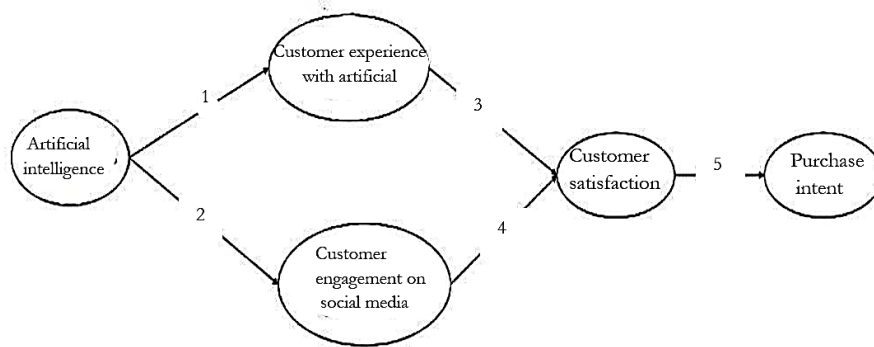 Customer experience
with artificial
1
3
Artificial
intelligence
Customer
satisfaction
5
Purchase
intent
2
4
Customer
engagement on
social media